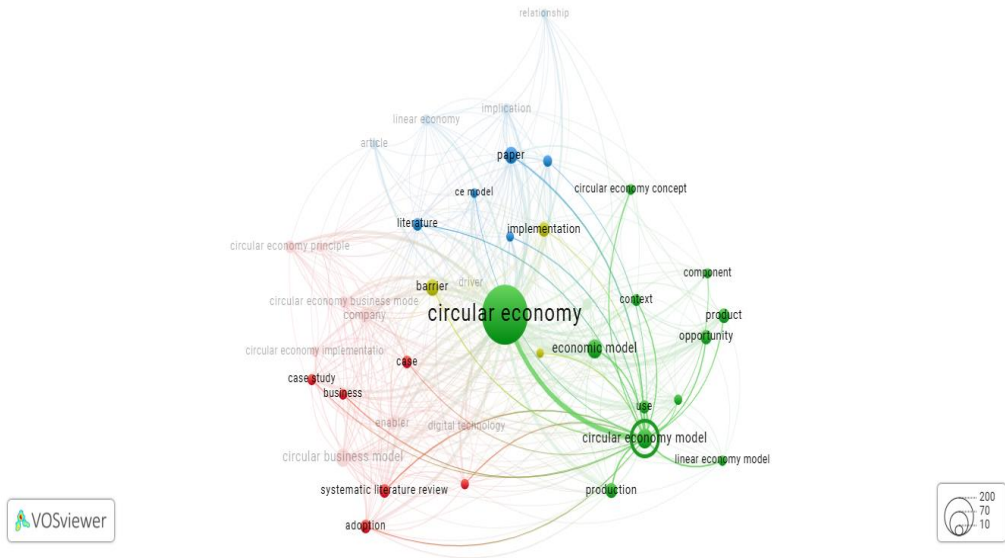 relationship
implication
linear economy
article
paper
circular economy concept
ce model
literature
implementation
circular economy principle
component
driver
barrier
circular economy business mode
context
circular economy
company
product
opportunity
economic model
circular economy implementatio
case
case study
business
use
enabler
digital technology
circular economy model
circular business model
linear economy model
systematic literature review
production
adoption
VOSviewer
200
70
10